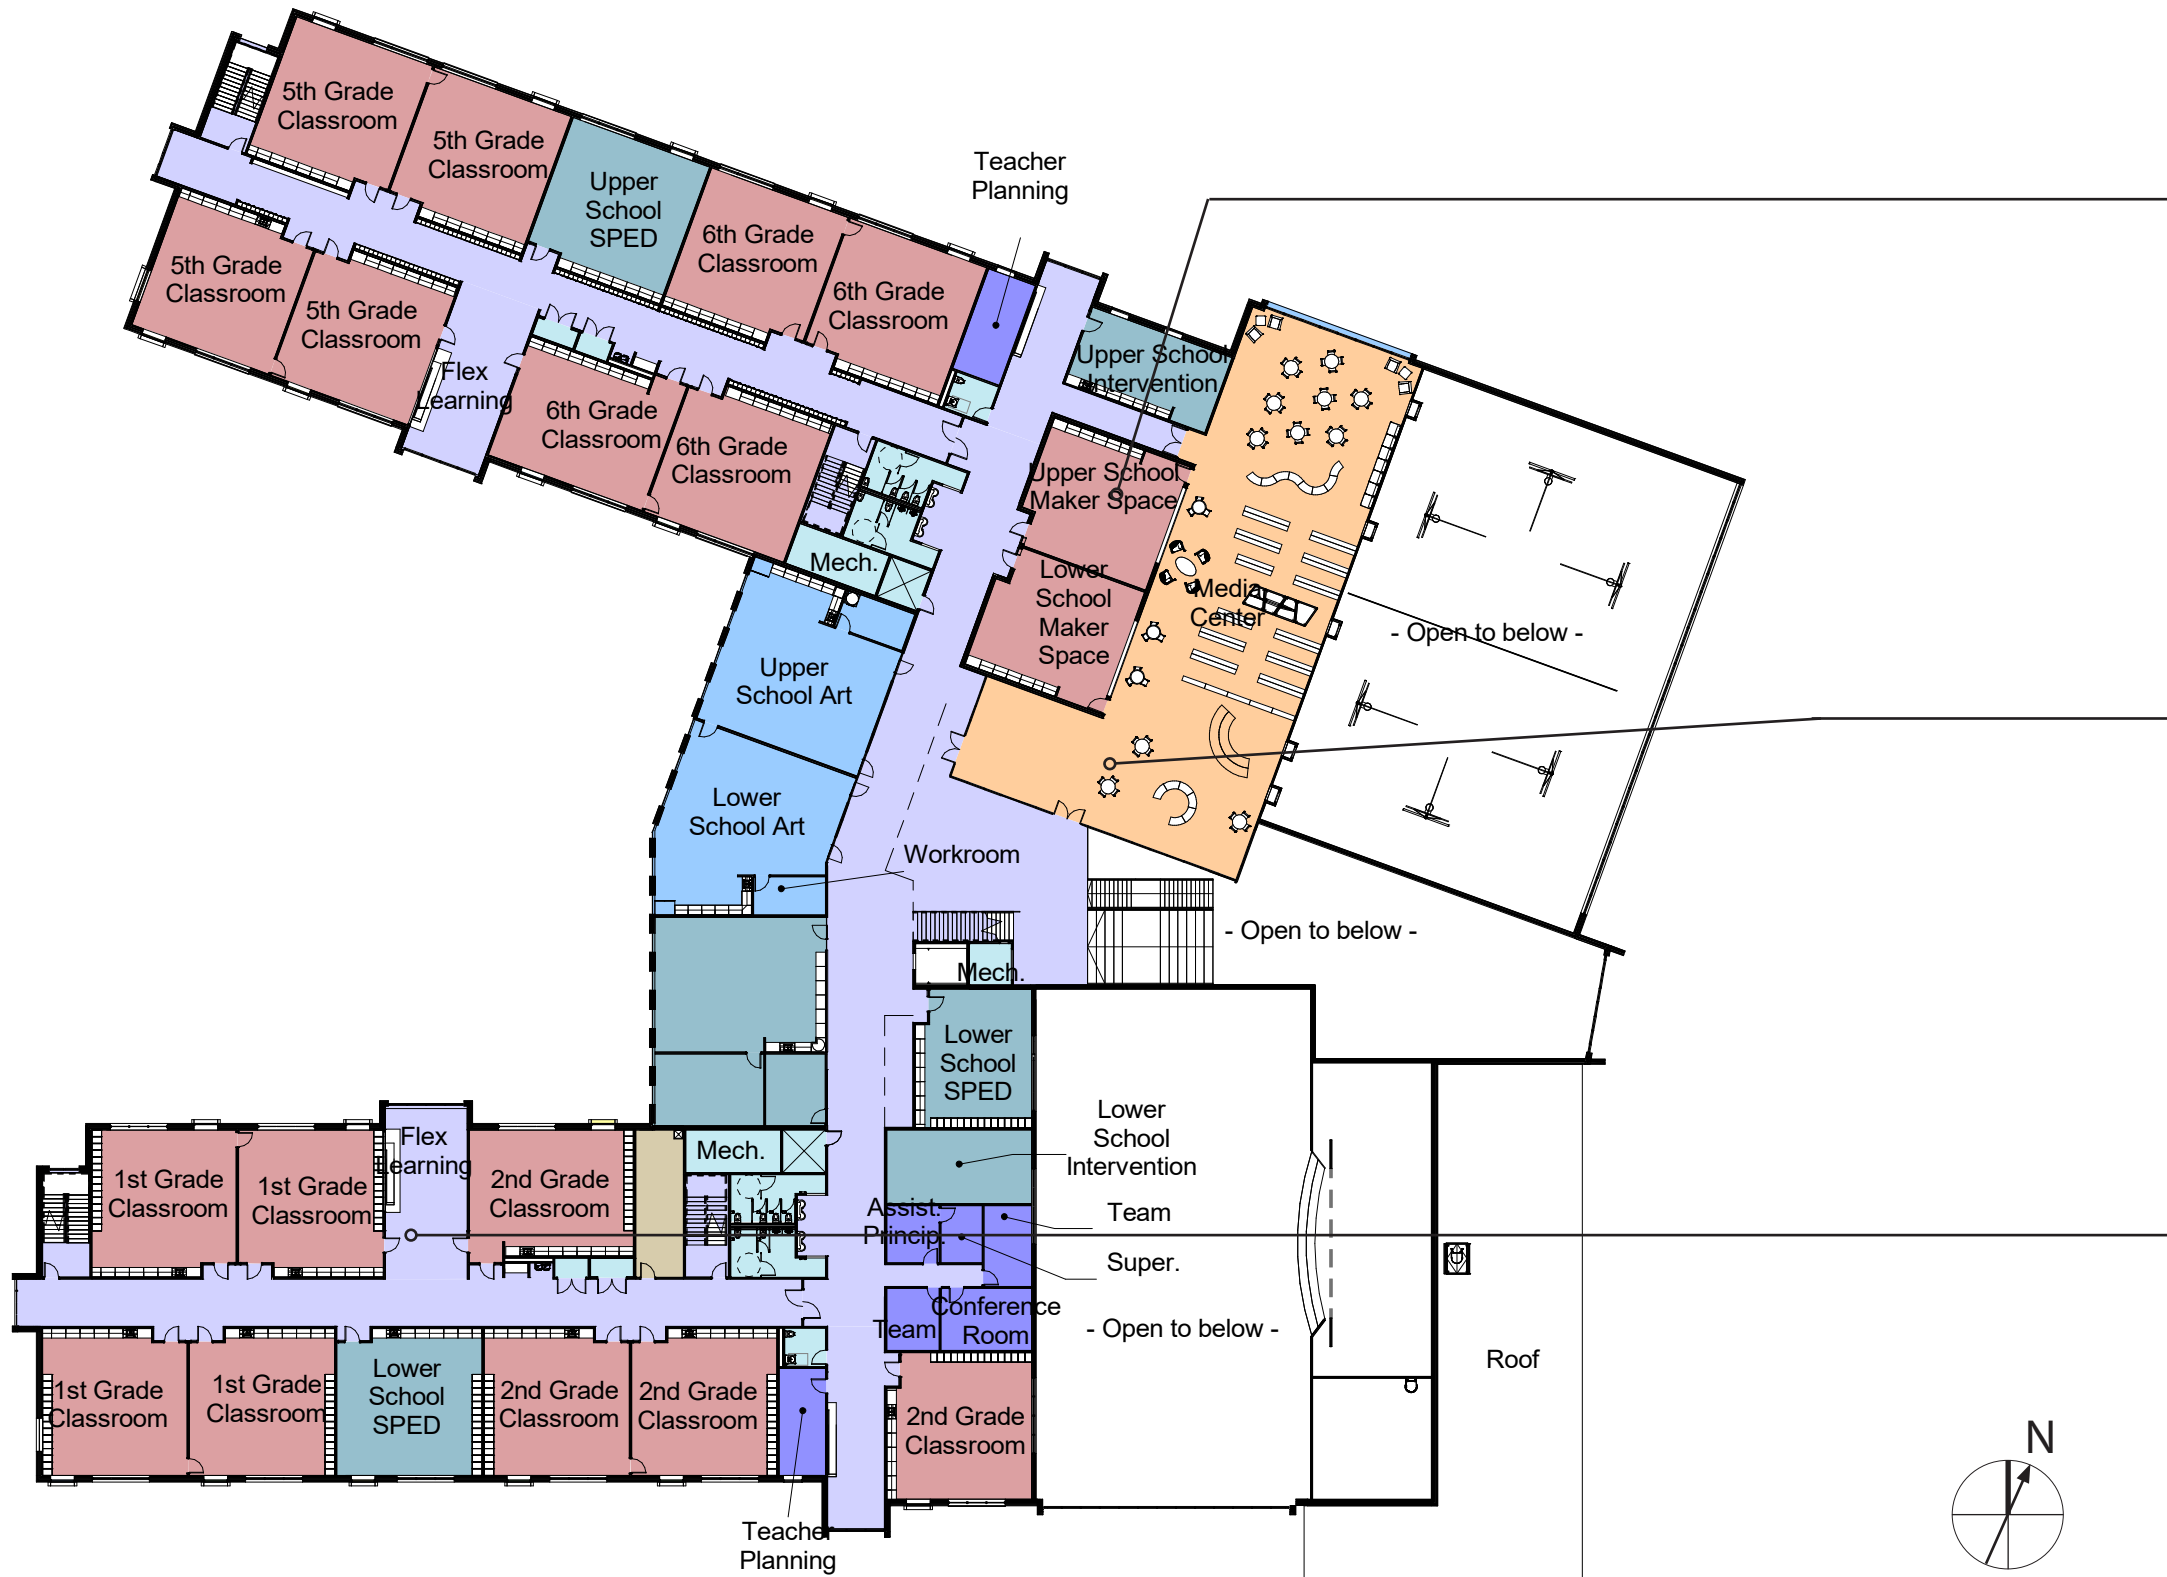 5th Grade
Classroom
5th Grade
Classroom
Upper
School
SPED
Teacher
Planning
6th Grade
Classroom
6th Grade
Classroom
5th Grade
Classroom
5th Grade
Classroom
Flex
Learning
6th Grade
Classroom
6th Grade
Classroom
Upper School
Intervention
Upper School
Maker Space
Mech.
Lower
School
Maker
Space
Media
Center
- Open to below -
Upper
School Art
Lower
School Art
Workroom
- Open to below -
Mech.
Lower
School
SPED
Lower
School
Intervention
Flex
Learning
Mech.
1st Grade
Classroom
1st Grade
Classroom
2nd Grade
Classroom
Assist.
Princip.
Team
Super.
Conference
Room
Team
- Open to below -
Roof
1st Grade
Classroom
1st Grade
Classroom
Lower
School
SPED
2nd Grade
Classroom
2nd Grade
Classroom
2nd Grade
Classroom
Teacher
Planning
N